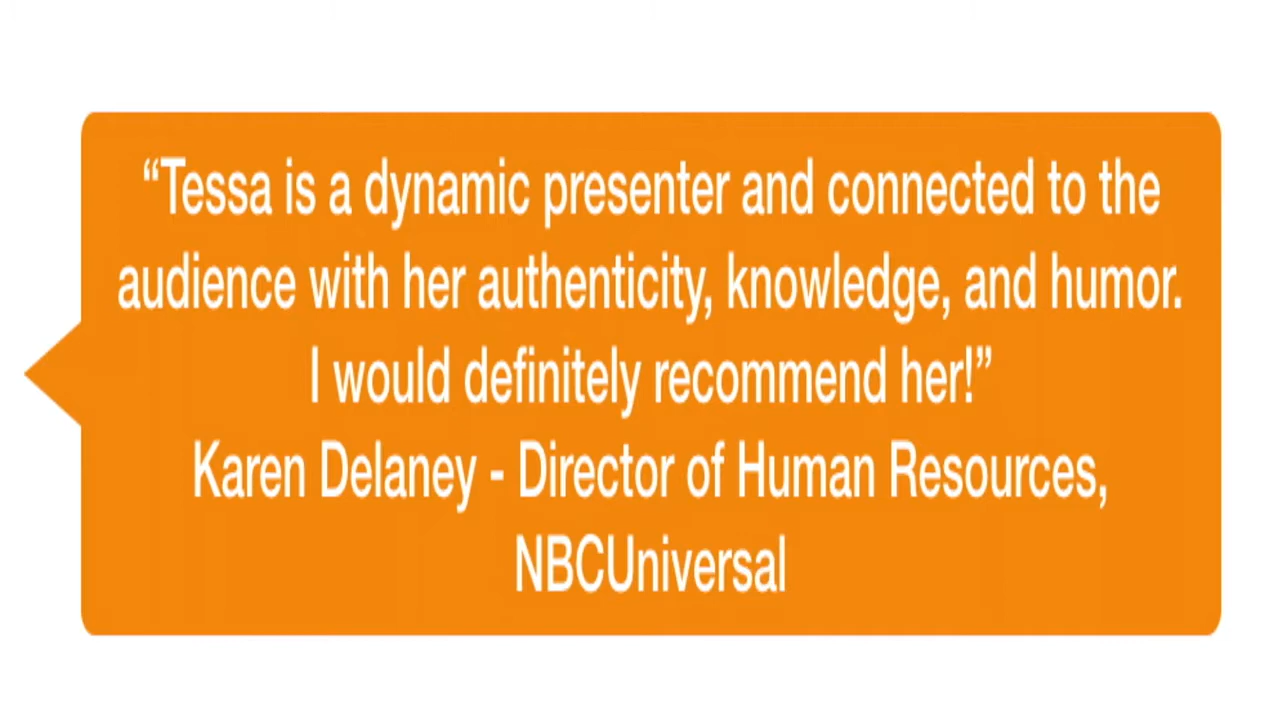 “Tessa is a dynamic presenter and connected to the
audience with her authenticity, knowledge, and humor.
I would definitely recommend her!”
Karen Delaney - Director of Human Resources,
NBCUniversal